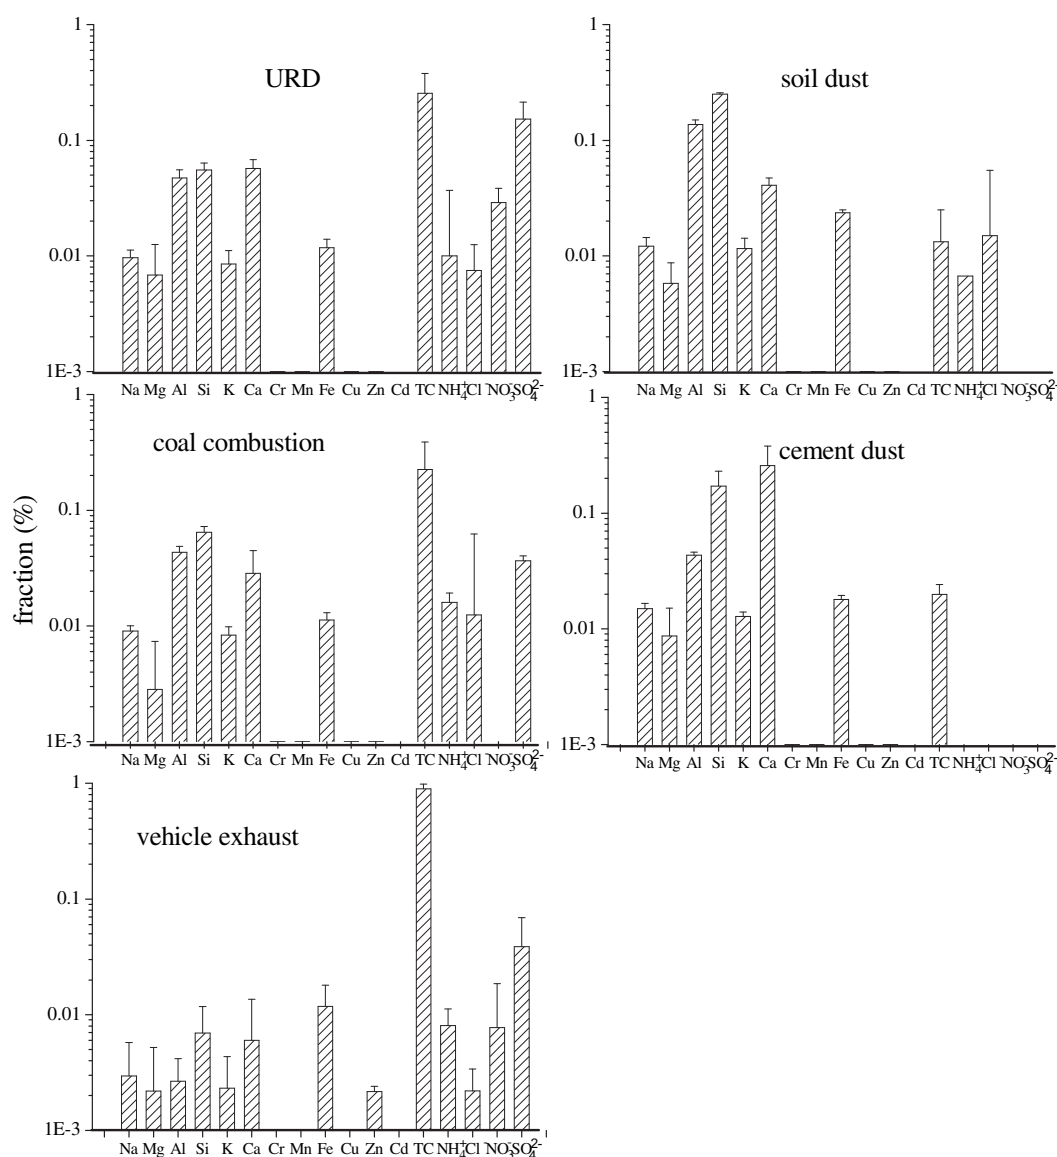 URD
1
0.1
0.01
1E-3
Na Mg Al Si K Ca Cr Mn Fe Cu Zn Cd TC NH₄⁺ Cl⁻ NO₃⁻ SO₄²⁻
soil dust
1
0.1
0.01
1E-3
Na Mg Al Si K Ca Cr Mn Fe Cu Zn Cd TC NH₄⁺ Cl⁻ NO₃⁻ SO₄²⁻
fraction (%)
coal combustion
1
0.1
0.01
1E-3
Na Mg Al Si K Ca Cr Mn Fe Cu Zn Cd TC NH₄⁺ Cl⁻ NO₃⁻ SO₄²⁻
cement dust
1
0.1
0.01
1E-3
Na Mg Al Si K Ca Cr Mn Fe Cu Zn Cd TC NH₄⁺ Cl⁻ NO₃⁻ SO₄²⁻
vehicle exhaust
1
0.1
0.01
1E-3
Na Mg Al Si K Ca Cr Mn Fe Cu Zn Cd TC NH₄⁺ Cl⁻ NO₃⁻ SO₄²⁻